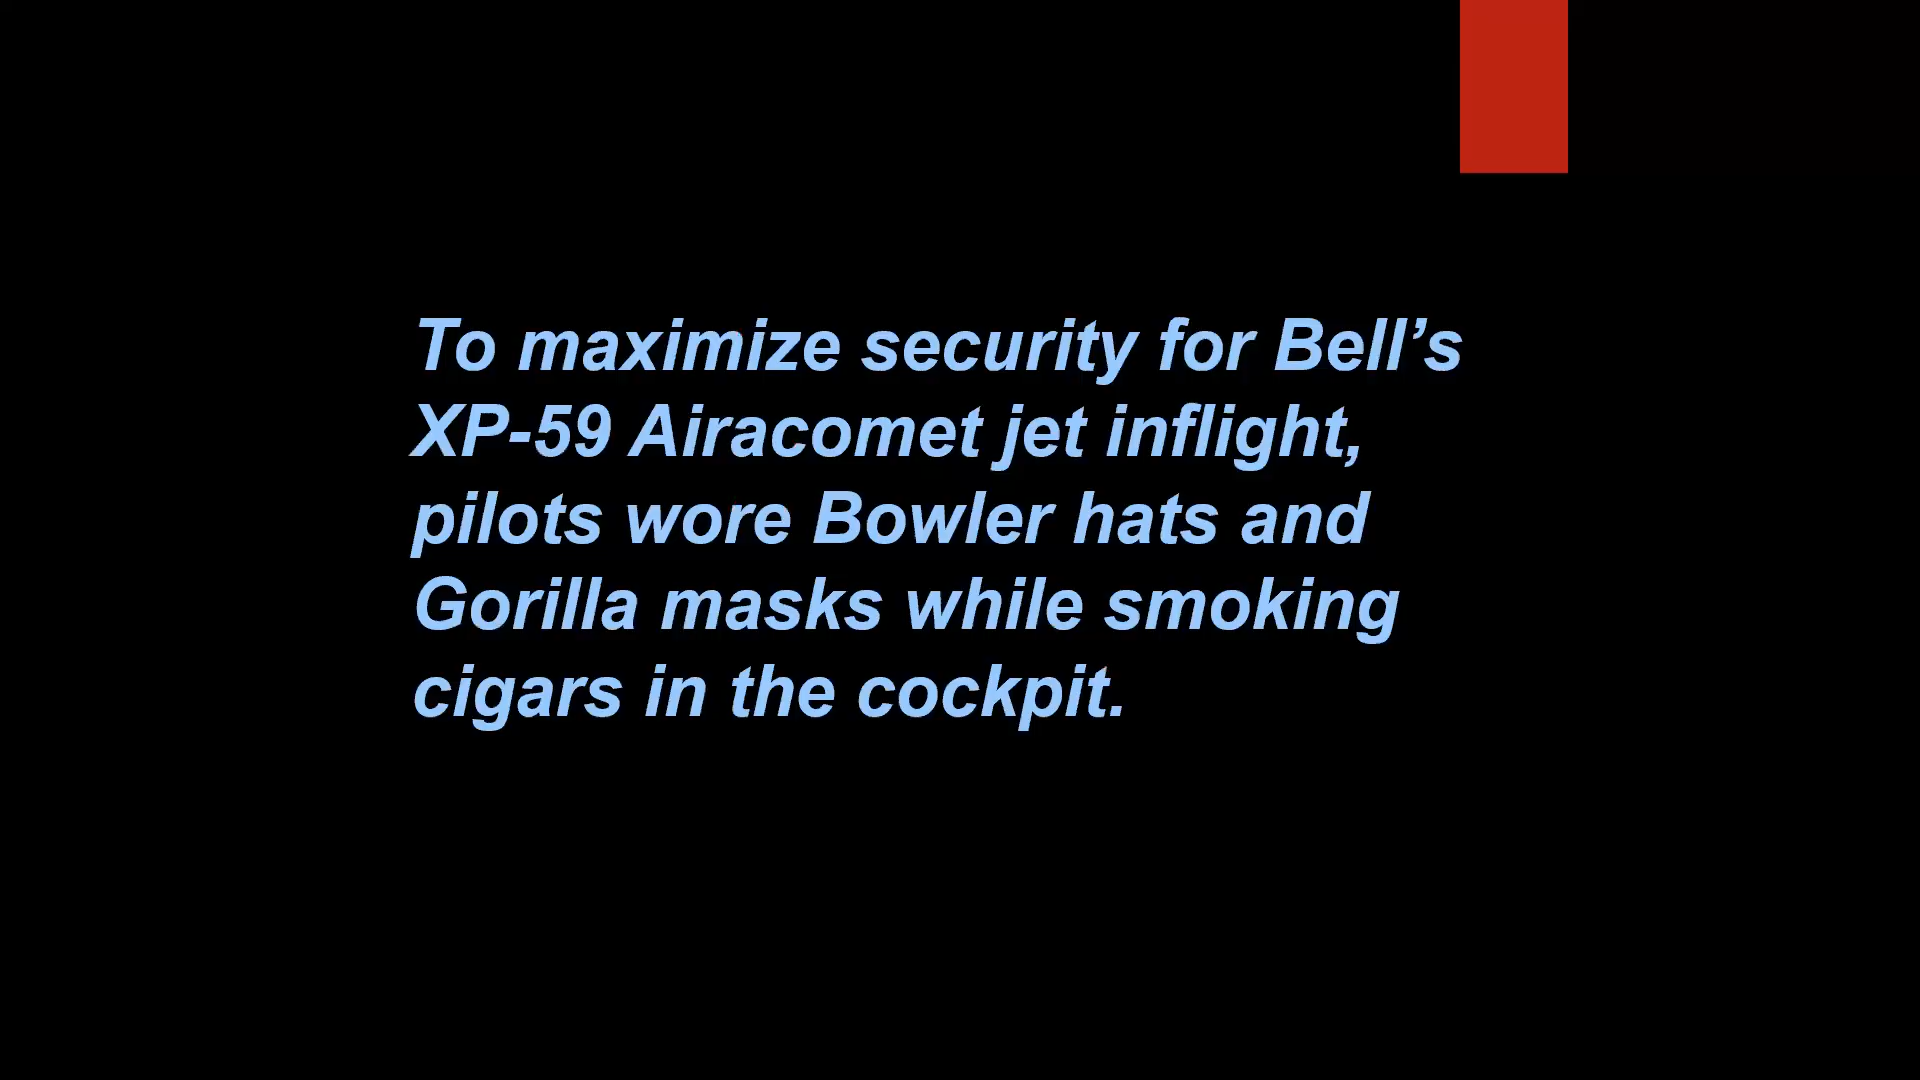 To maximize security for Bell’s
XP-59 Airacomet jet inflight,
pilots wore Bowler hats and
Gorilla masks while smoking
cigars in the cockpit.